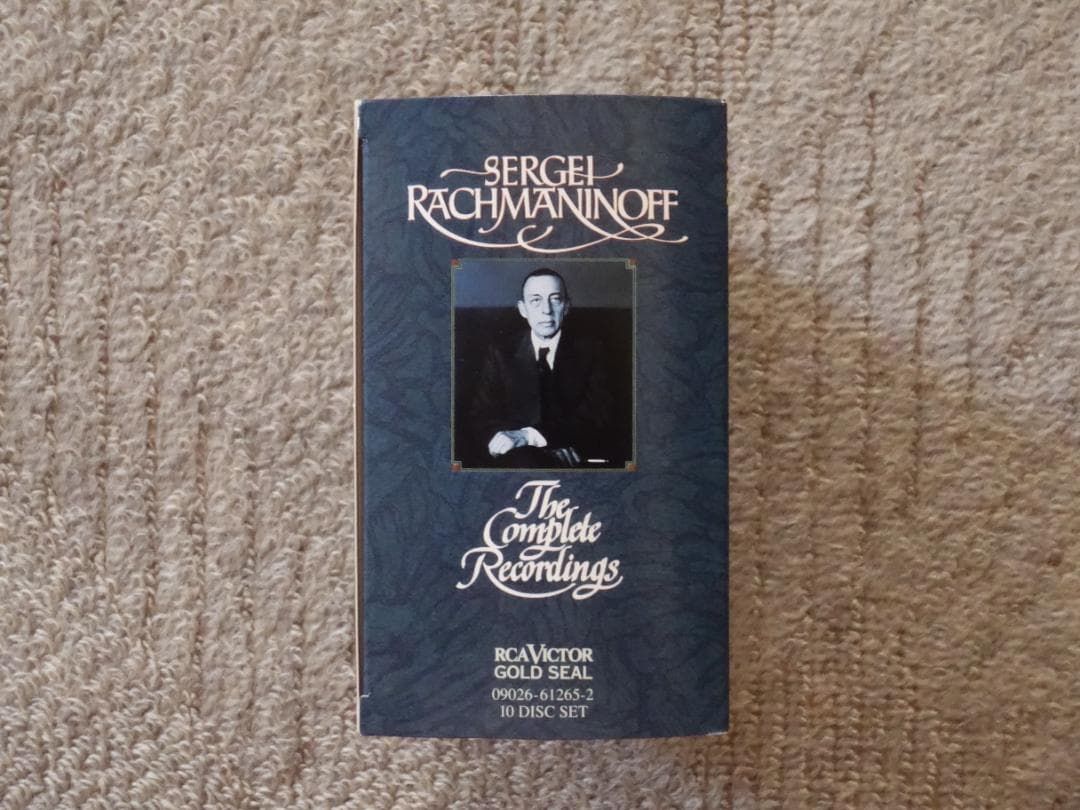 SERGEI
RACHMANINOFF
The
Complete
Recordings
RCA VICTOR
GOLD SEAL
09026-61265-2
10 DISC SET